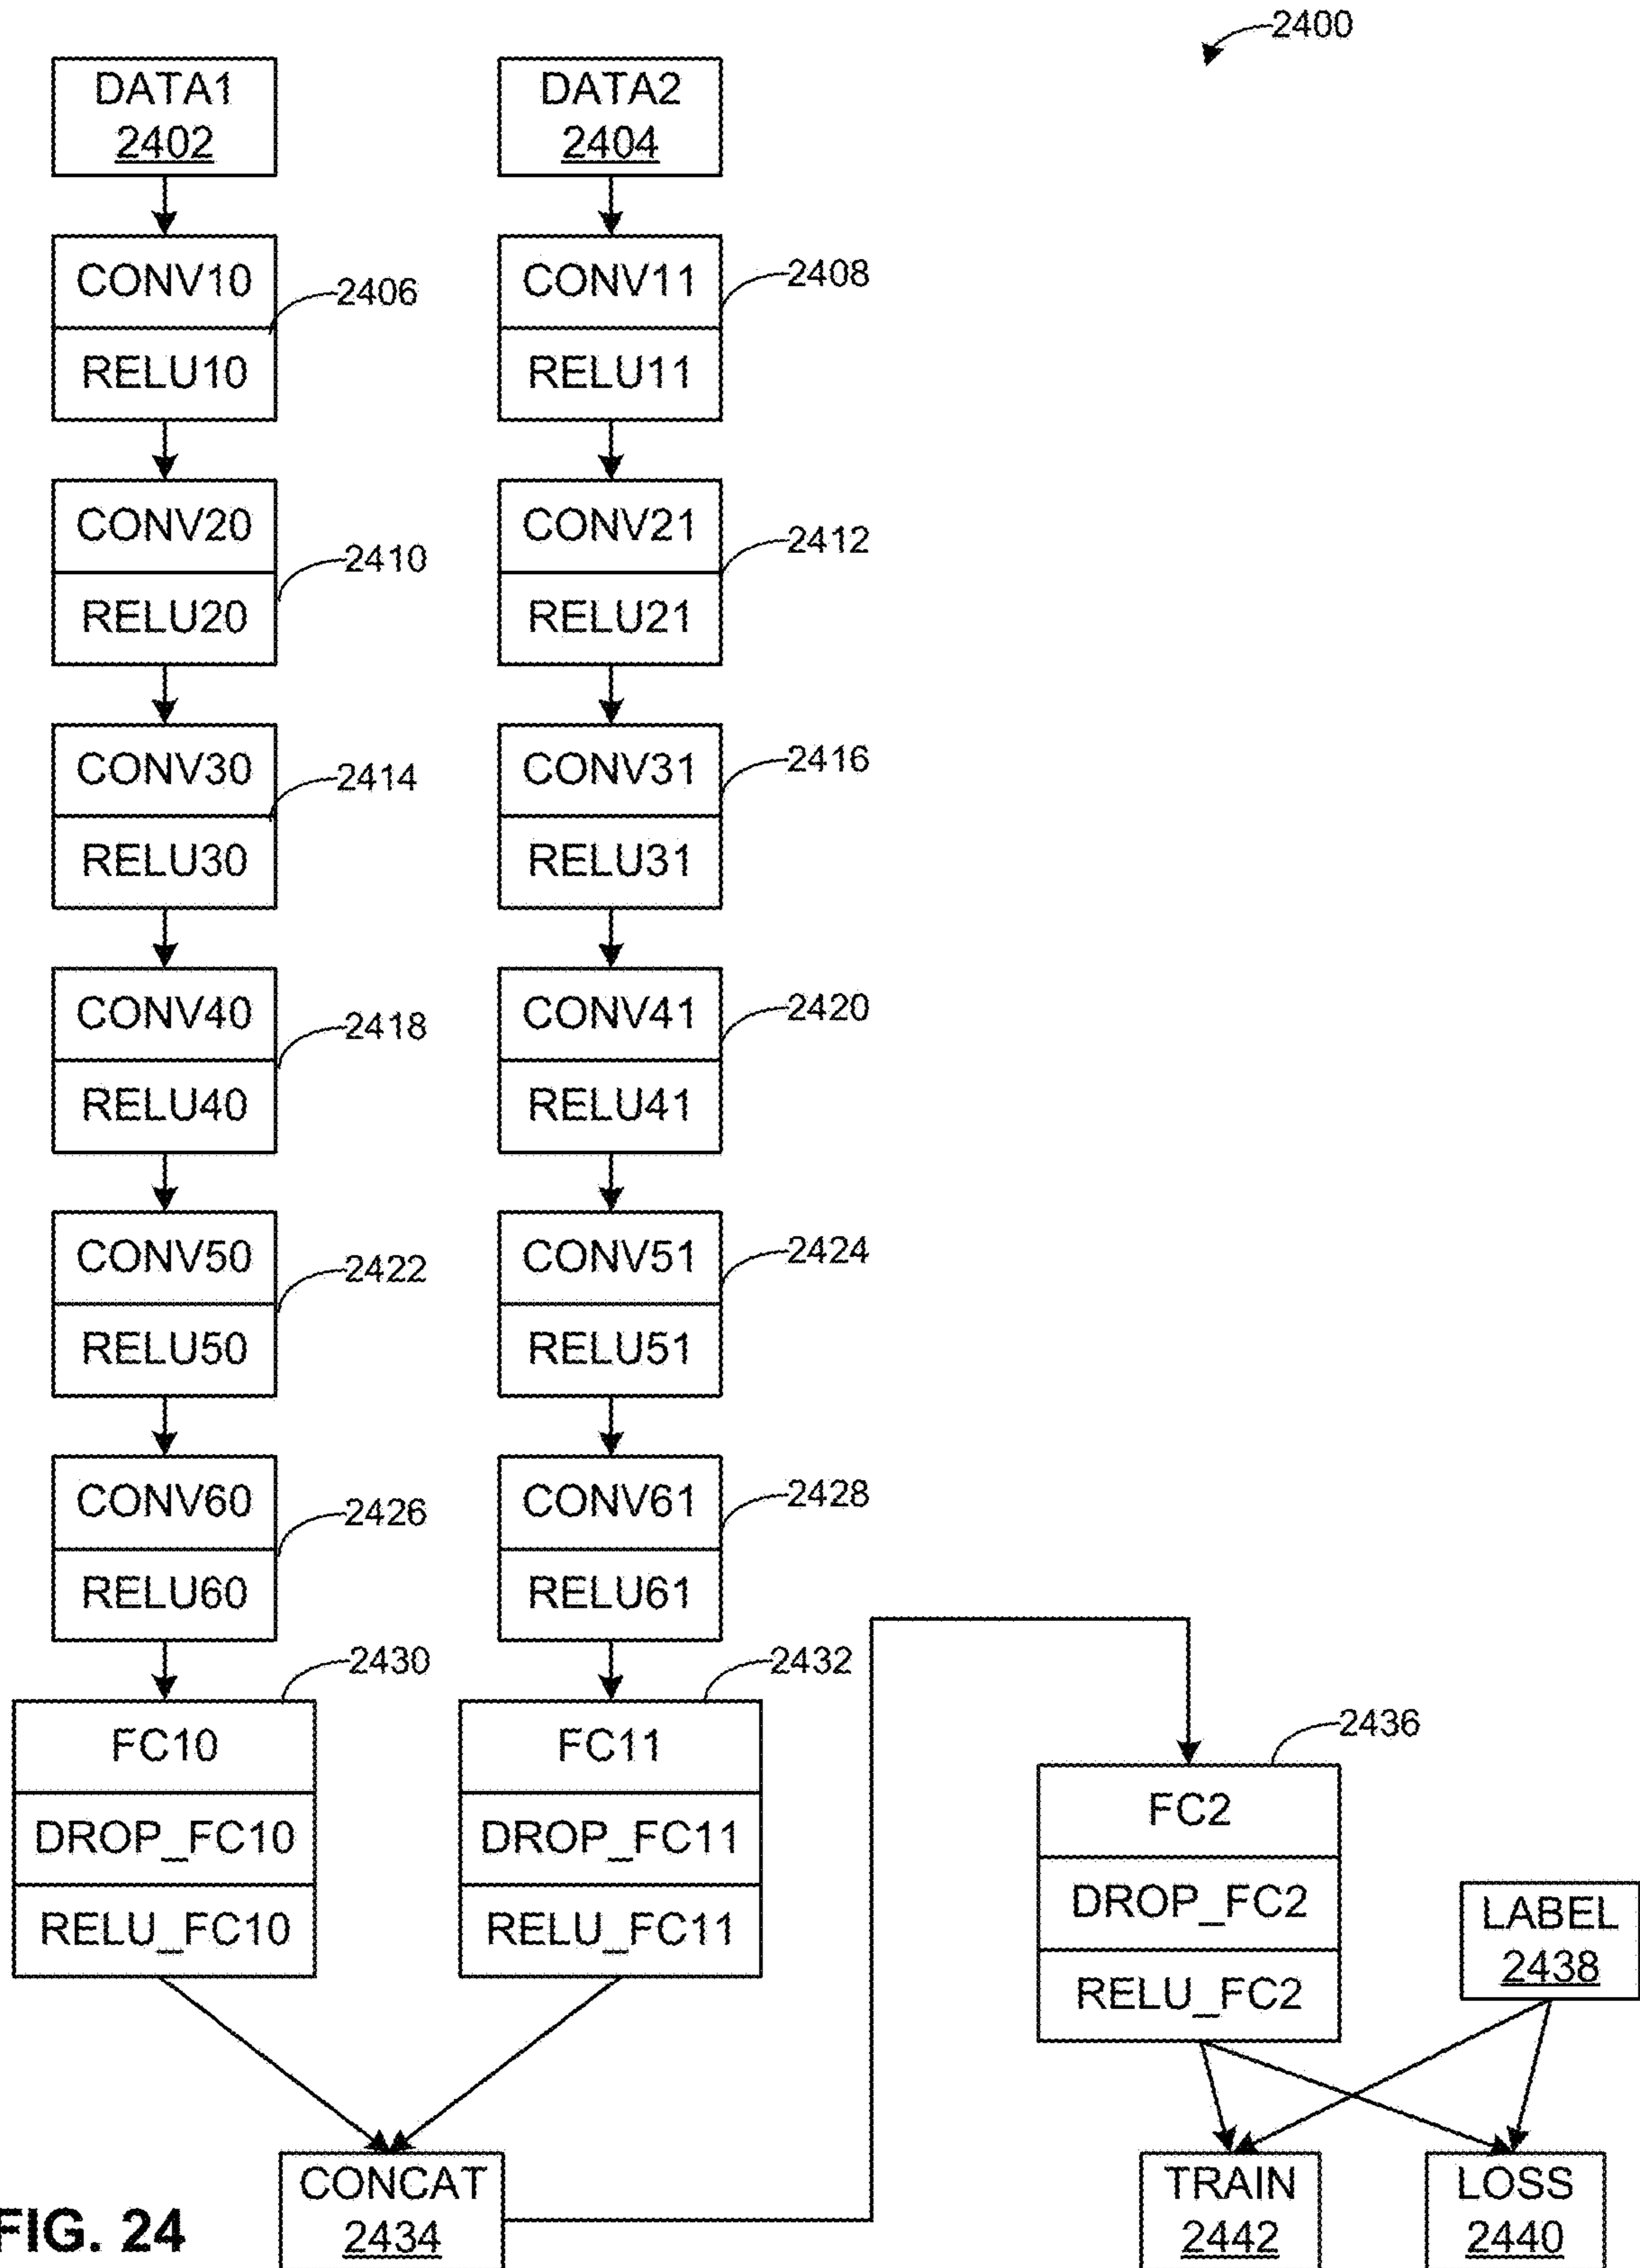 2400
DATA1
2402
DATA2
2404
CONV10
2406
RELU10
CONV11
2408
RELU11
CONV20
2410
RELU20
CONV21
2412
RELU21
CONV30
2414
RELU30
CONV31
2416
RELU31
CONV40
2418
RELU40
CONV41
2420
RELU41
CONV50
2422
RELU50
CONV51
2424
RELU51
CONV60
2426
RELU60
CONV61
2428
RELU61
2430
FC10
DROP_FC10
RELU_FC10
2432
FC11
DROP_FC11
RELU_FC11
2436
FC2
DROP_FC2
RELU_FC2
LABEL
2438
CONCAT
2434
TRAIN
2442
LOSS
2440
FIG. 24